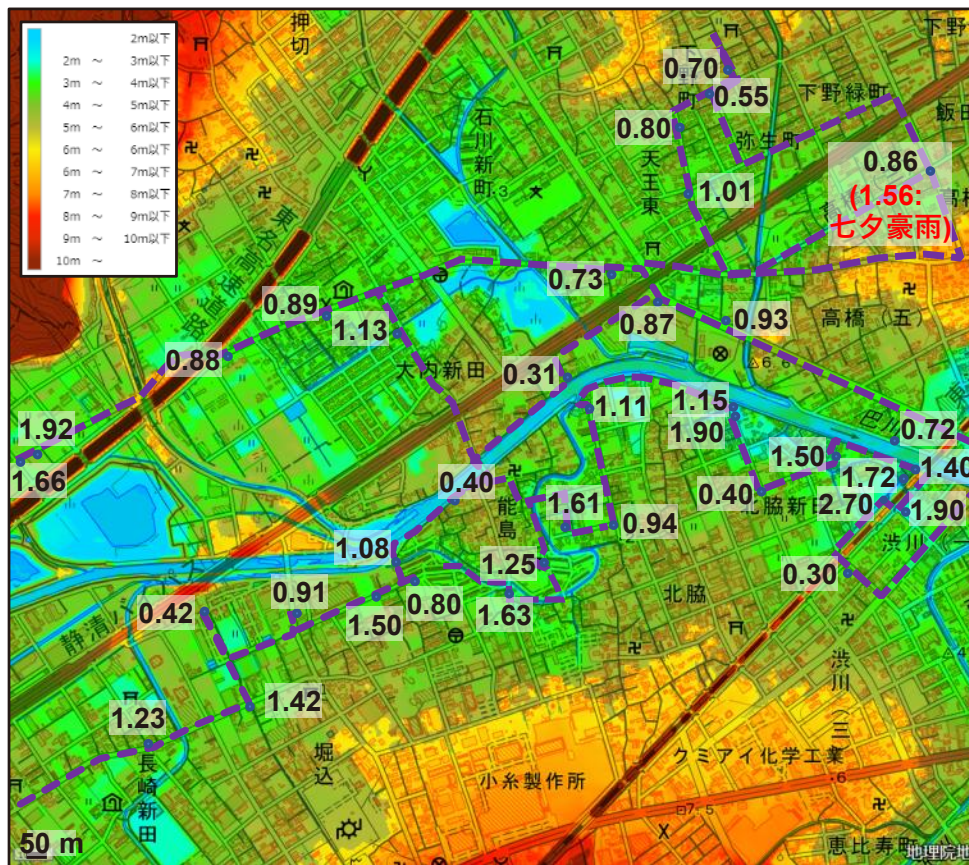 2m以下
2m ～ 3m以下
3m ～ 4m以下
4m ～ 5m以下
5m ～ 6m以下
6m ～ 6m以下
6m ～ 7m以下
7m ～ 8m以下
8m ～ 9m以下
9m ～ 10m以下
10m ～
押切
下野
0.70
町
0.55
下野緑町
飯田
石川新町
.3
0.80
天王東
弥生町
0.86
(1.56:
七夕豪雨)
高橋
1.01
東名高速道路
0.89
1.13
0.73
0.87
0.93
高橋（五）
0.88
大内新田
0.31
△6.6
1.92
1.66
1.11
1.15
1.90
巴川
0.72
1.50
1.40
0.40
能島
1.61
0.94
0.40
北脇新田
1.72
2.70
1.90
渋川（一
1.08
1.25
0.30
静清バ
0.42
0.91
1.50
0.80
1.63
北脇
1.42
1.23
長崎新田
堀込
渋川（三）
クミアイ化学工業
.6
小糸製作所
□7.5
50 m
恵比寿町
地理院地